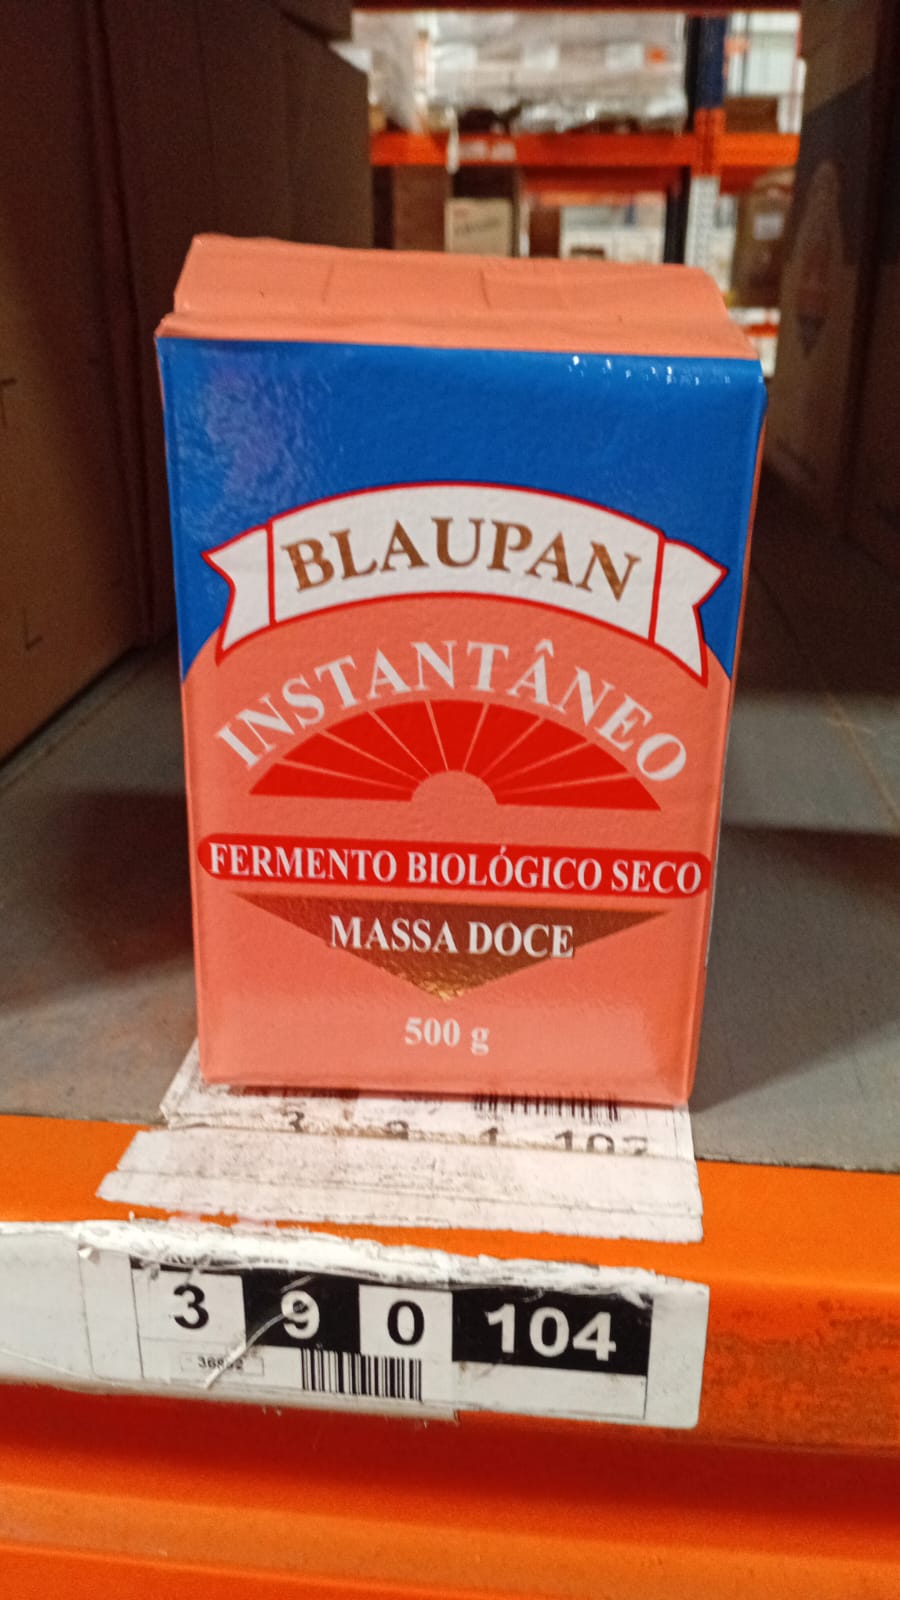 BLAUPAN
INSTANTÂNEO
FERMENTO BIOLÓGICO SECO
MASSA DOCE
500 g
3 9 0 104